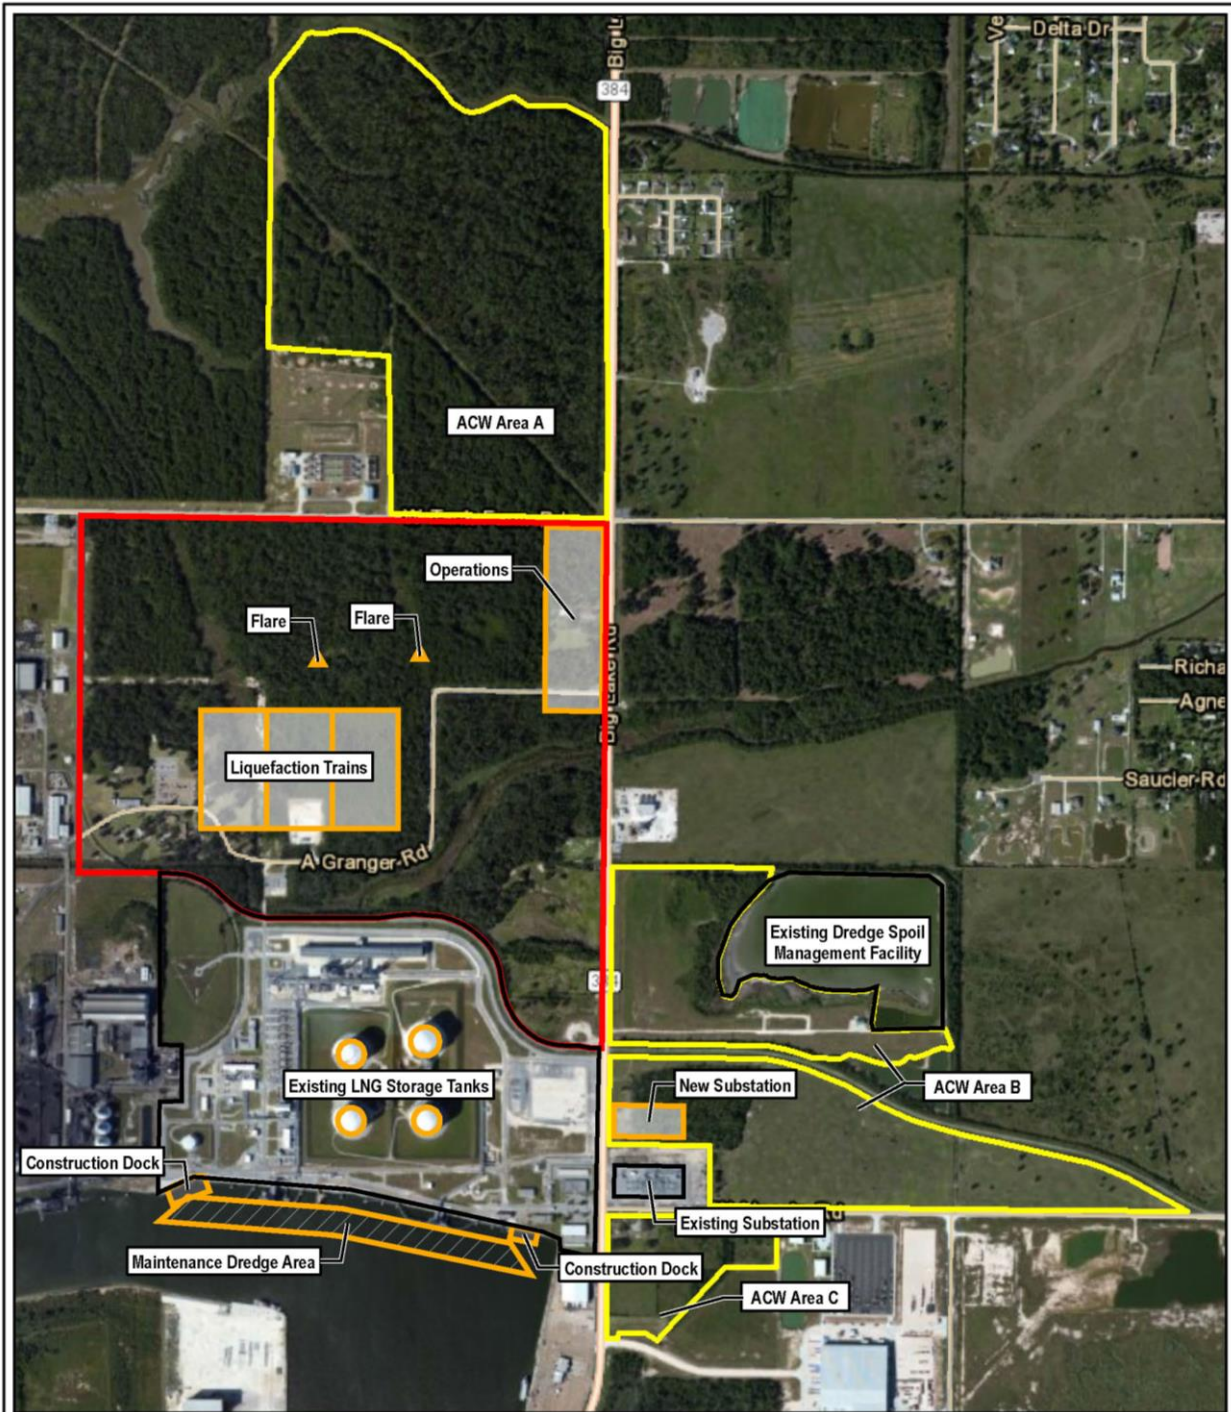 Delta Dr
384
ACW Area A
Operations
Flare
Flare
Richa
Agne
Liquefaction Trains
Saucier Rd
A Granger Rd
Existing Dredge Spoil
Management Facility
Existing LNG Storage Tanks
New Substation
ACW Area B
Construction Dock
Existing Substation
Maintenance Dredge Area
Construction Dock
ACW Area C
Big L
Big Lake Rd
Ve